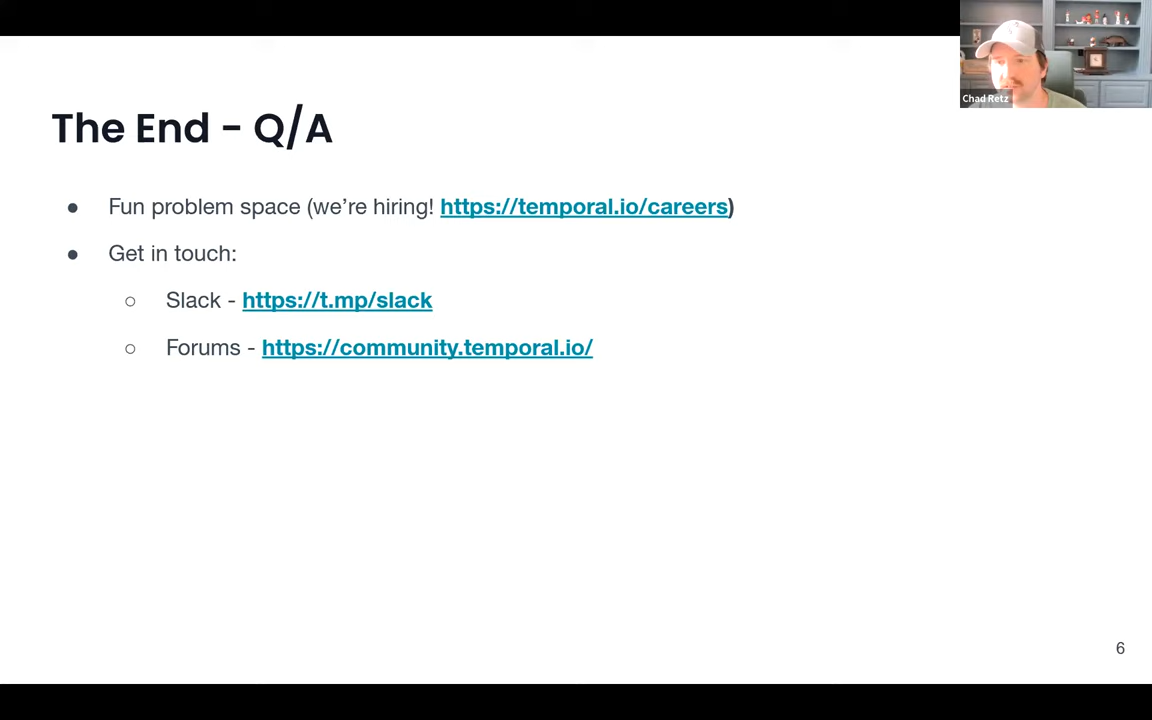 Chad Retz
The End - Q/A
● Fun problem space (we’re hiring! https://temporal.io/careers)
● Get in touch:
○ Slack - https://t.mp/slack
○ Forums - https://community.temporal.io/
6